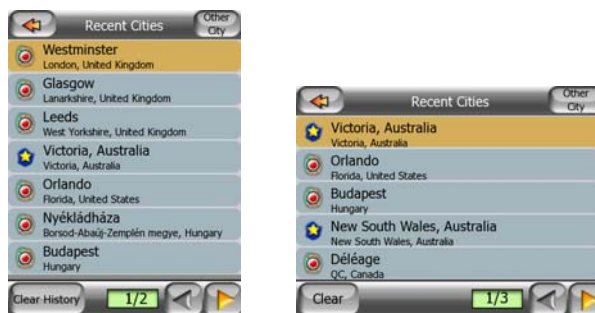 Recent Cities
Other
City
Westminster
London, United Kingdom
Glasgow
Lanarkshire, United Kingdom
Leeds
West Yorkshire, United Kingdom
Victoria, Australia
Victoria, Australia
Orlando
Florida, United States
Nyékládháza
Borsod-Abaúj-Zemplén megye, Hungary
Budapest
Hungary
Clear History
1/2
Recent Cities
Other
City
Victoria, Australia
Victoria, Australia
Orlando
Florida, United States
Budapest
Hungary
New South Wales, Australia
New South Wales, Australia
Déléage
QC, Canada
Clear
1/3